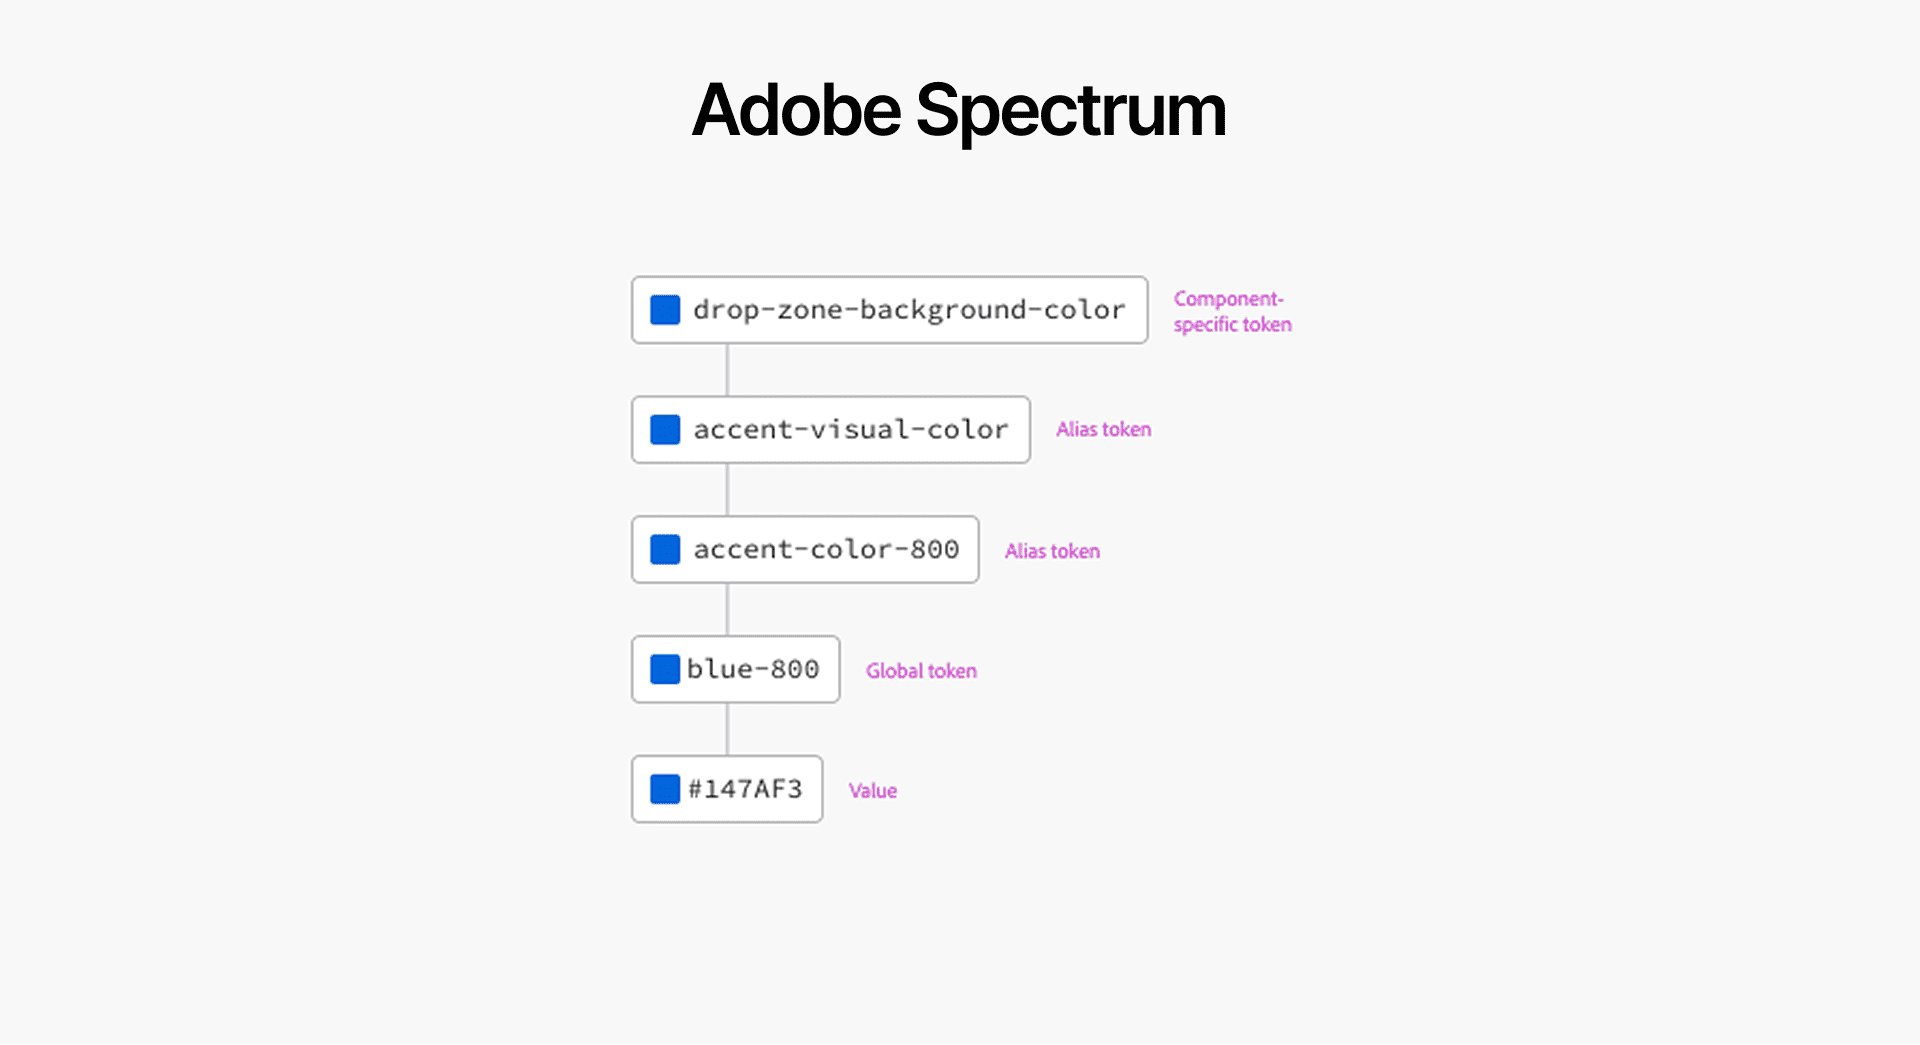 Adobe Spectrum
drop-zone-background-color
Component-
specific token
accent-visual-color
Alias token
accent-color-800
Alias token
blue-800
Global token
#147AF3
Value